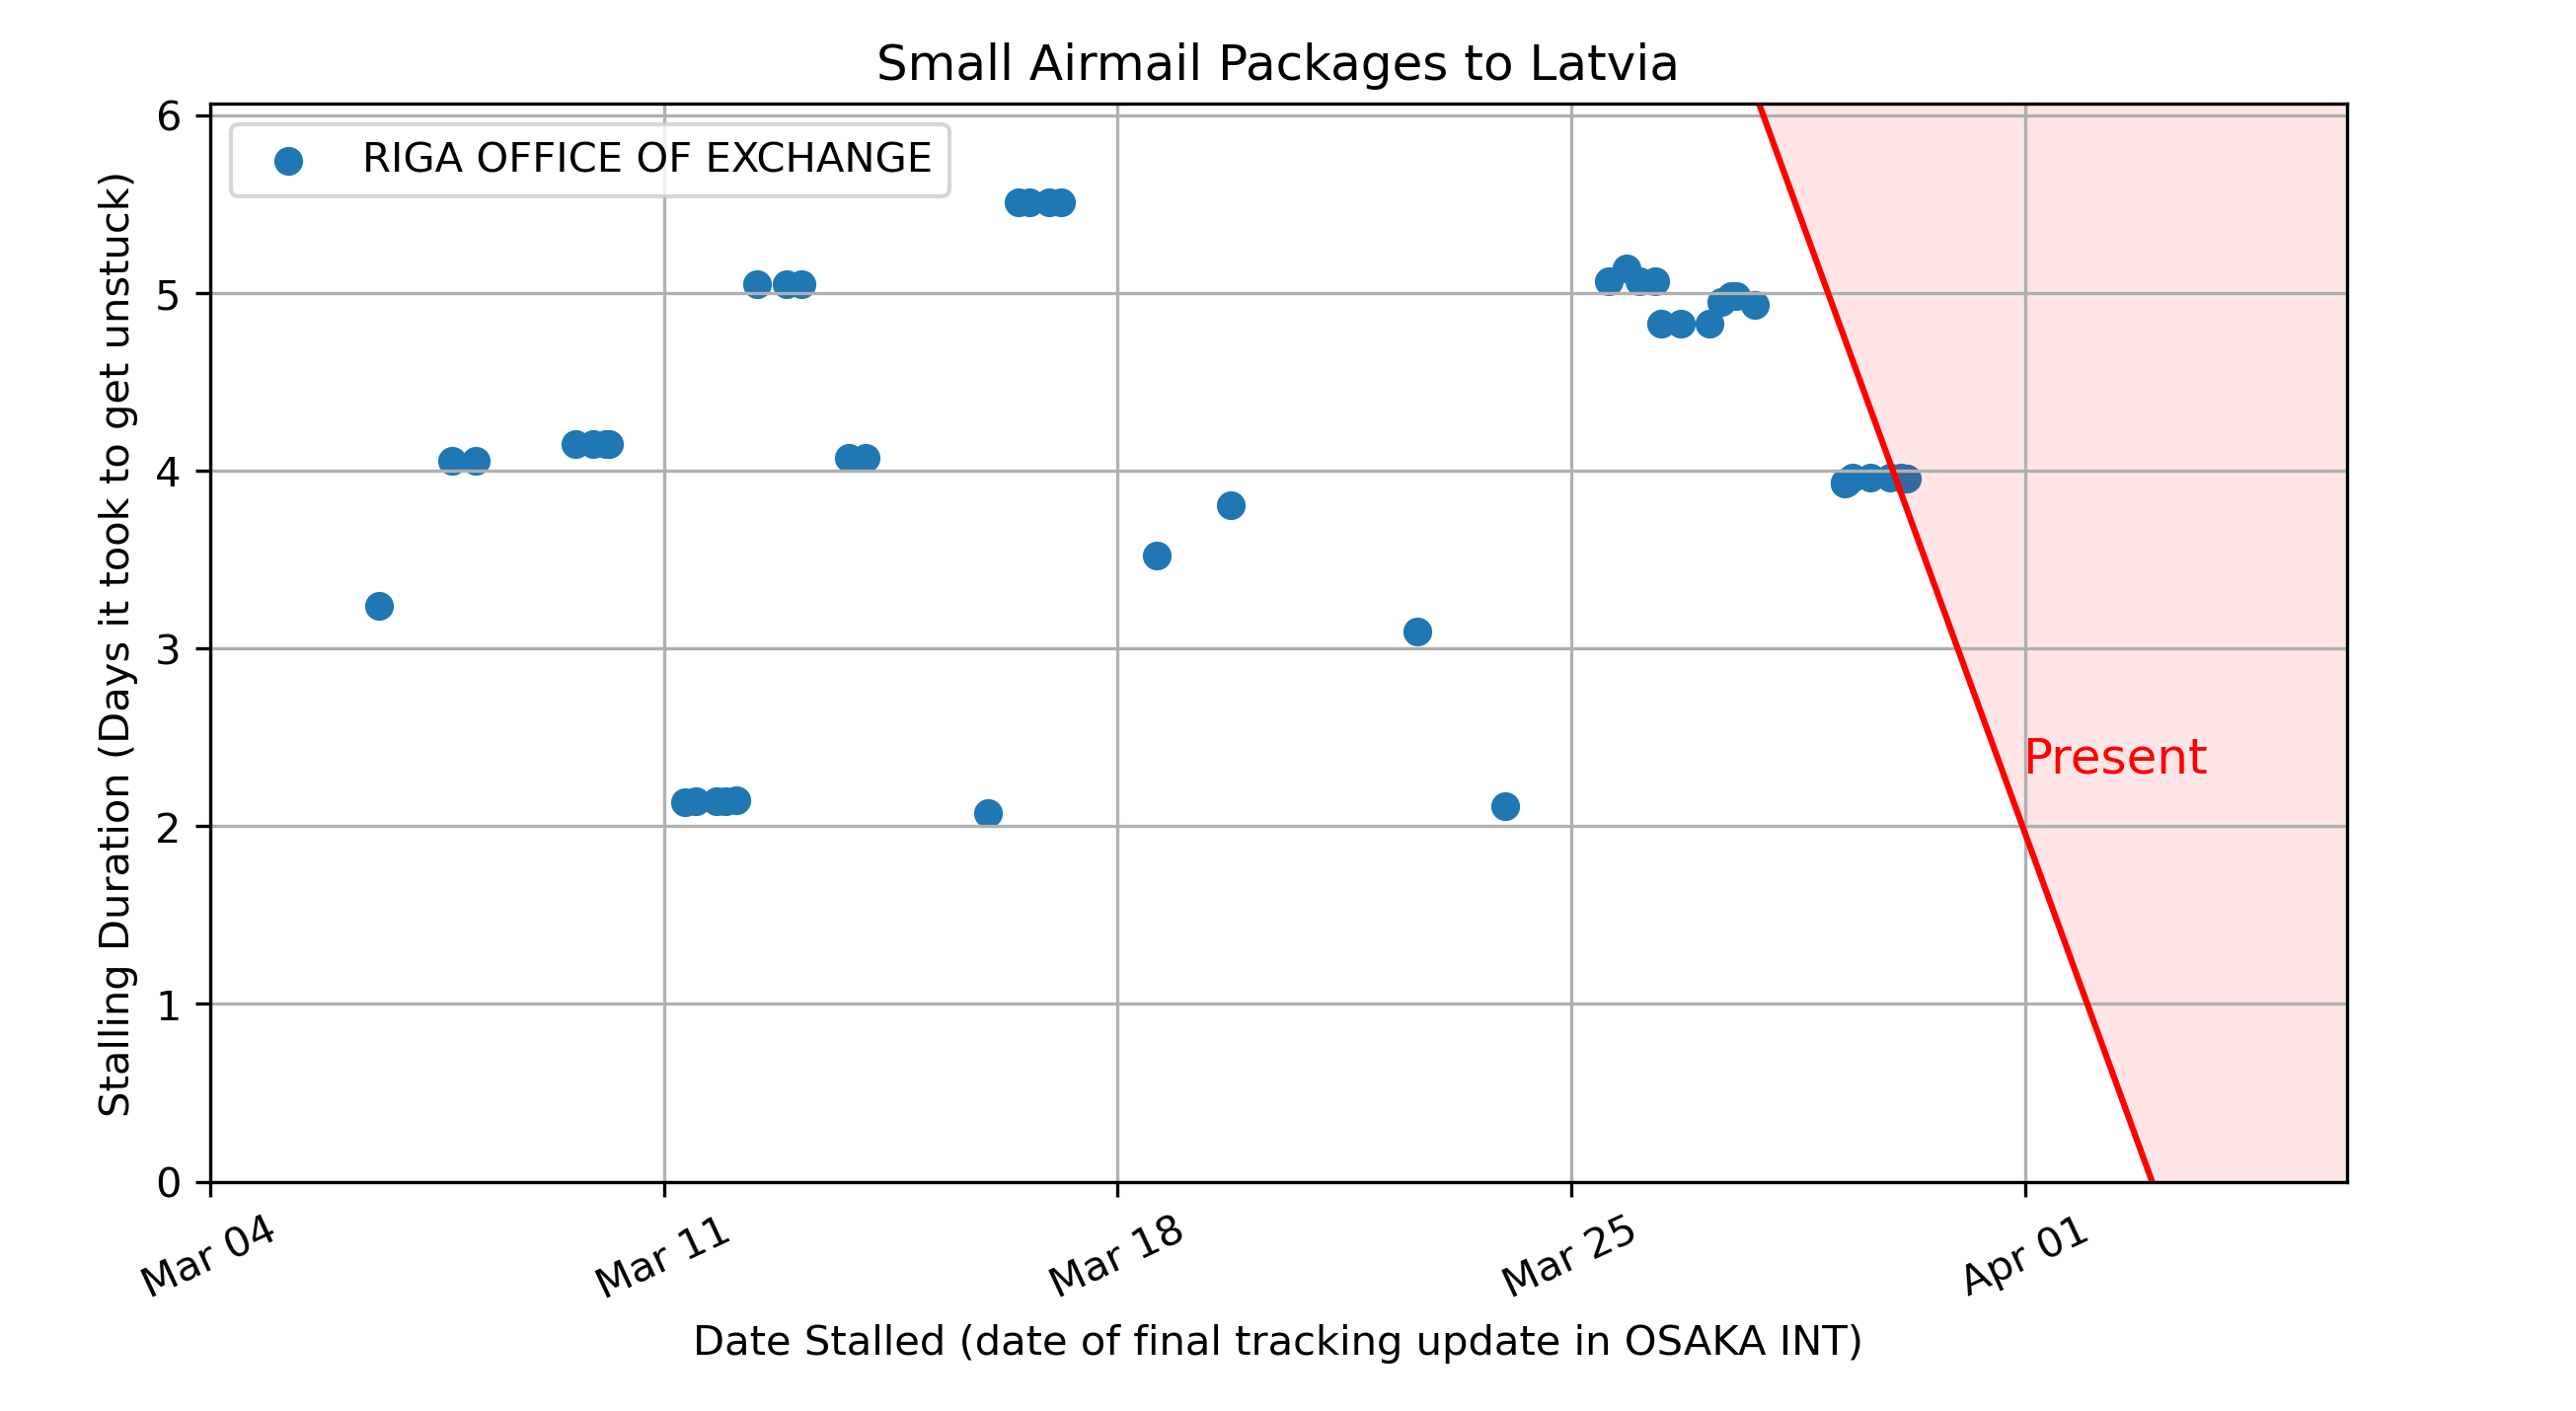 Small Airmail Packages to Latvia
RIGA OFFICE OF EXCHANGE
Stalling Duration (Days it took to get unstuck)
6
5
4
3
2
1
0
Present
Mar 04
Mar 11
Mar 18
Mar 25
Apr 01
Date Stalled (date of final tracking update in OSAKA INT)